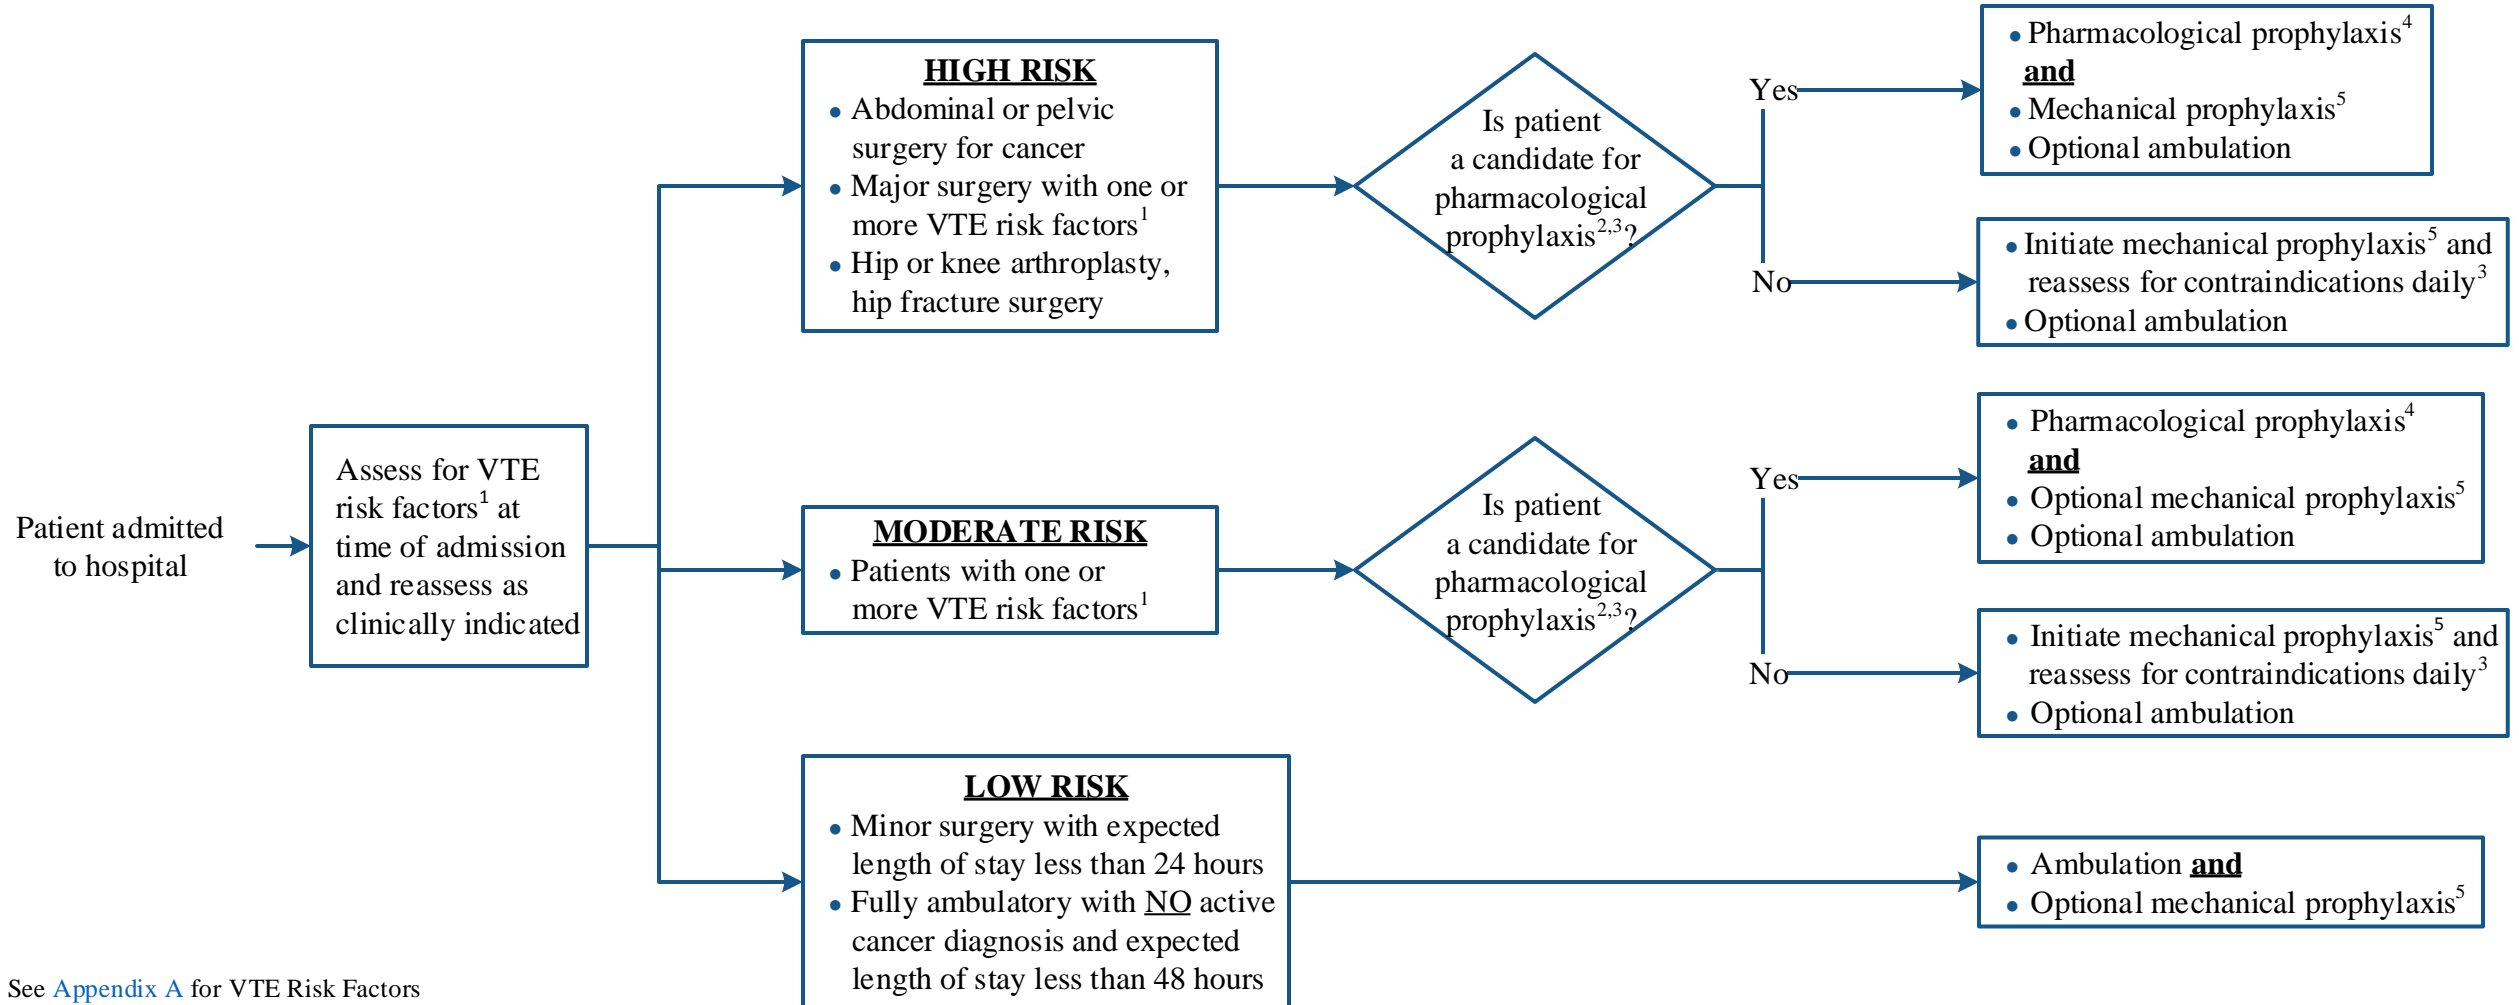 Patient admitted
to hospital
Assess for VTE
risk factors¹ at
time of admission
and reassess as
clinically indicated
HIGH RISK
• Abdominal or pelvic
surgery for cancer
• Major surgery with one or
more VTE risk factors¹
• Hip or knee arthroplasty,
hip fracture surgery
Is patient
a candidate for
pharmacological
prophylaxis²,³?
Yes
• Pharmacological prophylaxis⁴
and
• Mechanical prophylaxis⁵
• Optional ambulation
No
• Initiate mechanical prophylaxis⁵ and
reassess for contraindications daily³
• Optional ambulation
MODERATE RISK
• Patients with one or
more VTE risk factors¹
Is patient
a candidate for
pharmacological
prophylaxis²,³?
Yes
• Pharmacological prophylaxis⁴
and
• Optional mechanical prophylaxis⁵
• Optional ambulation
No
• Initiate mechanical prophylaxis⁵ and
reassess for contraindications daily³
• Optional ambulation
LOW RISK
• Minor surgery with expected
length of stay less than 24 hours
• Fully ambulatory with NO active
cancer diagnosis and expected
length of stay less than 48 hours
• Ambulation and
• Optional mechanical prophylaxis⁵
See Appendix A for VTE Risk Factors